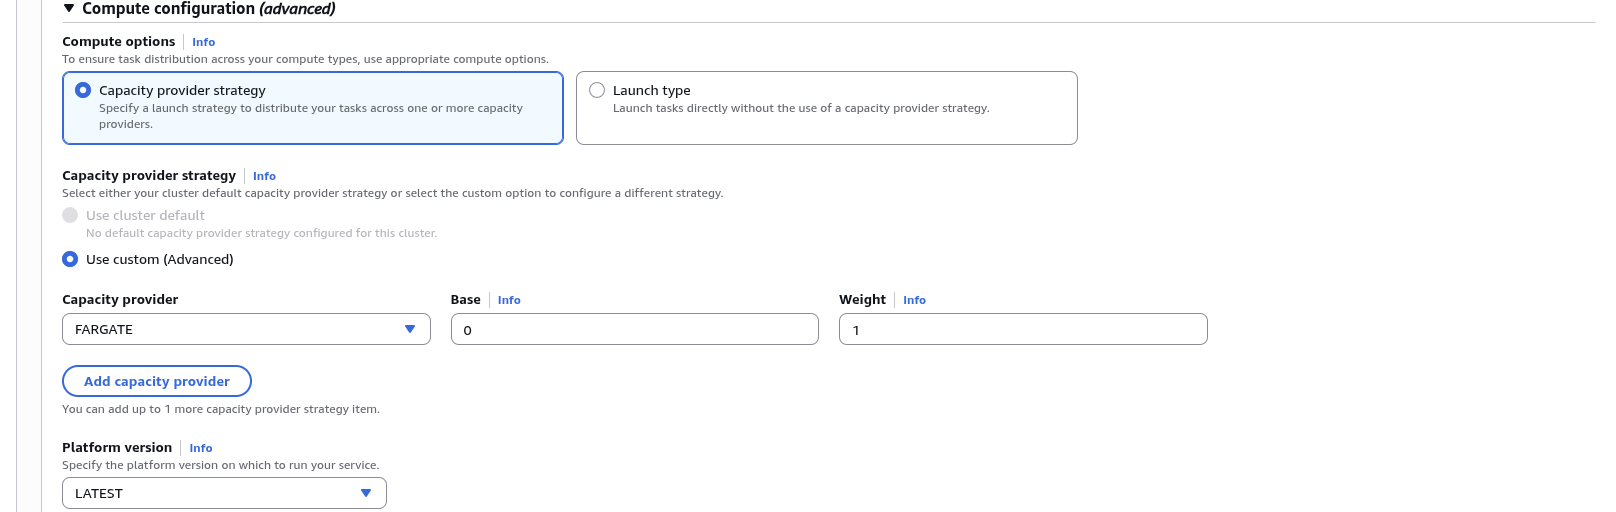 Compute configuration (advanced)
Compute options Info
To ensure task distribution across your compute types, use appropriate compute options.
Capacity provider strategy
Specify a launch strategy to distribute your tasks across one or more capacity
providers.
Launch type
Launch tasks directly without the use of a capacity provider strategy.
Capacity provider strategy Info
Select either your cluster default capacity provider strategy or select the custom option to configure a different strategy.
Use cluster default
No default capacity provider strategy configured for this cluster.
Use custom (Advanced)
Capacity provider
FARGATE
Base Info
0
Weight Info
1
Add capacity provider
You can add up to 1 more capacity provider strategy item.
Platform version Info
Specify the platform version on which to run your service.
LATEST